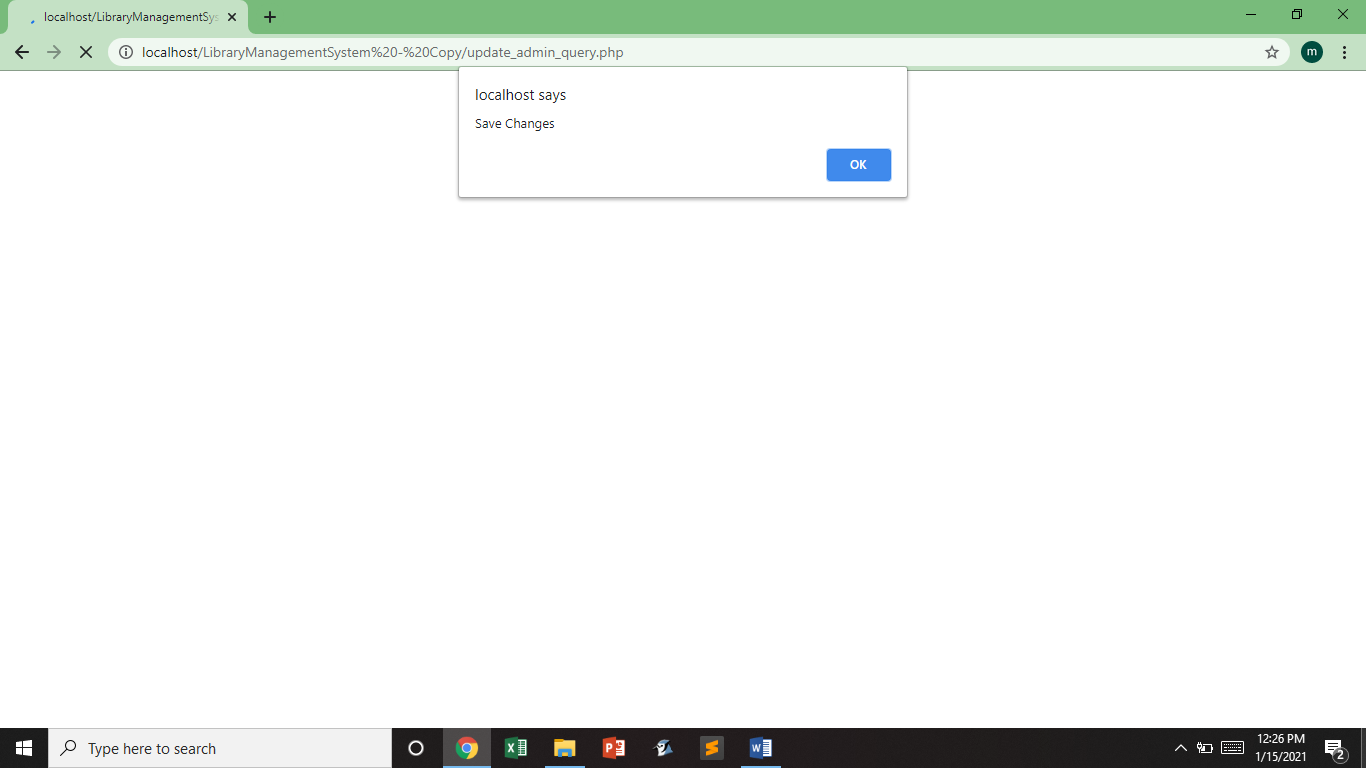 localhost/LibraryManagementSys
localhost/LibraryManagementSystem%20-%20Copy/update_admin_query.php
m
localhost says
Save Changes
OK
Type here to search
12:26 PM
1/15/2021
2